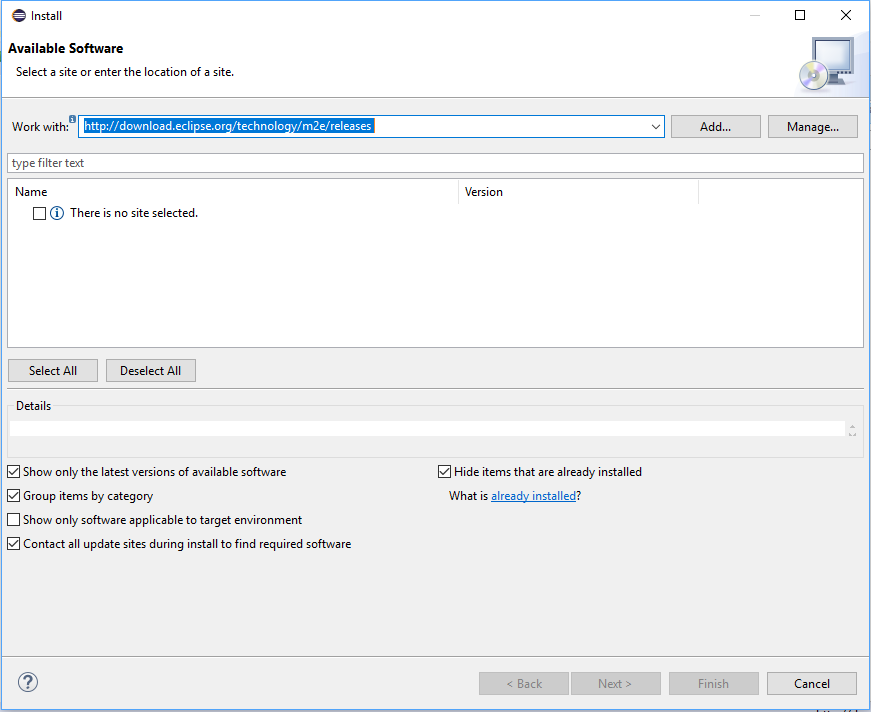 Install
Available Software
Select a site or enter the location of a site.
Work with: http://download.eclipse.org/technology/m2e/releases Add... Manage...
type filter text
Name Version
There is no site selected.
Select All Deselect All
Details
Show only the latest versions of available software Hide items that are already installed
Group items by category What is already installed?
Show only software applicable to target environment
Contact all update sites during install to find required software
? < Back Next > Finish Cancel